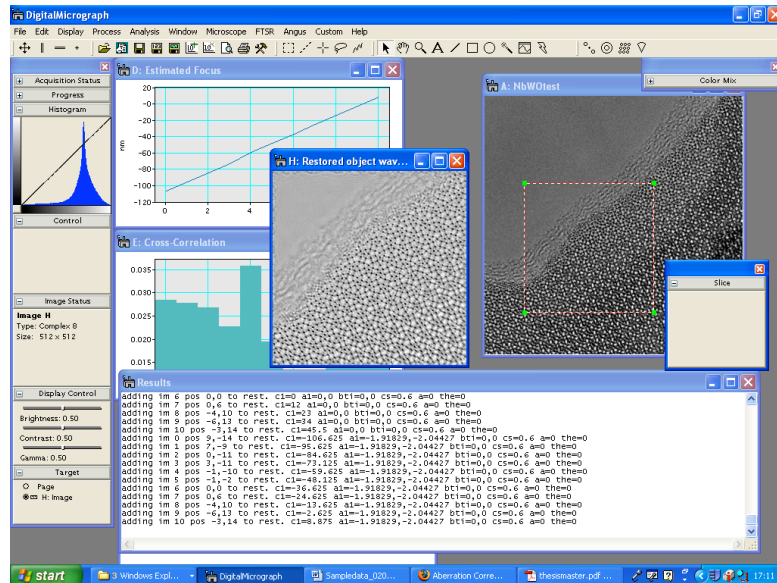 DigitalMicrograph
File Edit Display Process Analysis Window Microscope FTSR Angus Custom Help
Acquisition Status
Progress
Histogram
Control
Image Status
Image H
Type: Complex 8
Size: 512 x 512
Display Control
Brightness: 0.50
Contrast: 0.50
Gamma: 0.50
Target
Page
H: Image
D: Estimated Focus
20
-0
-20
-40
-60
-80
-100
-120
nm
0 2 4
E: Cross-Correlation
0.035
0.030
0.025
0.020
0.015
H: Restored object wav...
A: NbWOtest
Color Mix
Slice
Results
adding im 6 pos 0,0 to rest. c1=0 a1=0,0 bti=0,0 cs=0.6 a=0 the=0
adding im 7 pos 0,6 to rest. c1=12 a1=0,0 bti=0,0 cs=0.6 a=0 the=0
adding im 8 pos -4,10 to rest. c1=23 a1=0,0 bti=0,0 cs=0.6 a=0 the=0
adding im 9 pos -6,13 to rest. c1=34 a1=0,0 bti=0,0 cs=0.6 a=0 the=0
adding im 10 pos -3,14 to rest. c1=45.5 a1=0,0 bti=0,0 cs=0.6 a=0 the=0
adding im 0 pos 9,-14 to rest. c1=-106.625 a1=-1.91829,-2.04427 bti=0,0 cs=0.6 a=0 the=0
adding im 1 pos 7,-9 to rest. c1=-95.625 a1=-1.91829,-2.04427 bti=0,0 cs=0.6 a=0 the=0
adding im 2 pos 0,-11 to rest. c1=-84.625 a1=-1.91829,-2.04427 bti=0,0 cs=0.6 a=0 the=0
adding im 3 pos 3,-11 to rest. c1=-73.125 a1=-1.91829,-2.04427 bti=0,0 cs=0.6 a=0 the=0
adding im 4 pos -1,-10 to rest. c1=-59.625 a1=-1.91829,-2.04427 bti=0,0 cs=0.6 a=0 the=0
adding im 5 pos -1,-2 to rest. c1=-48.125 a1=-1.91829,-2.04427 bti=0,0 cs=0.6 a=0 the=0
adding im 6 pos 0,0 to rest. c1=-36.625 a1=-1.91829,-2.04427 bti=0,0 cs=0.6 a=0 the=0
adding im 7 pos 0,6 to rest. c1=-24.625 a1=-1.91829,-2.04427 bti=0,0 cs=0.6 a=0 the=0
adding im 8 pos -4,10 to rest. c1=-13.625 a1=-1.91829,-2.04427 bti=0,0 cs=0.6 a=0 the=0
adding im 9 pos -6,13 to rest. c1=-2.625 a1=-1.91829,-2.04427 bti=0,0 cs=0.6 a=0 the=0
adding im 10 pos -3,14 to rest. c1=8.875 a1=-1.91829,-2.04427 bti=0,0 cs=0.6 a=0 the=0
start 3 Windows Expl... DigitalMicrograph Sampledata_020... Aberration Corre... thesismaster.pdf ... 17:11